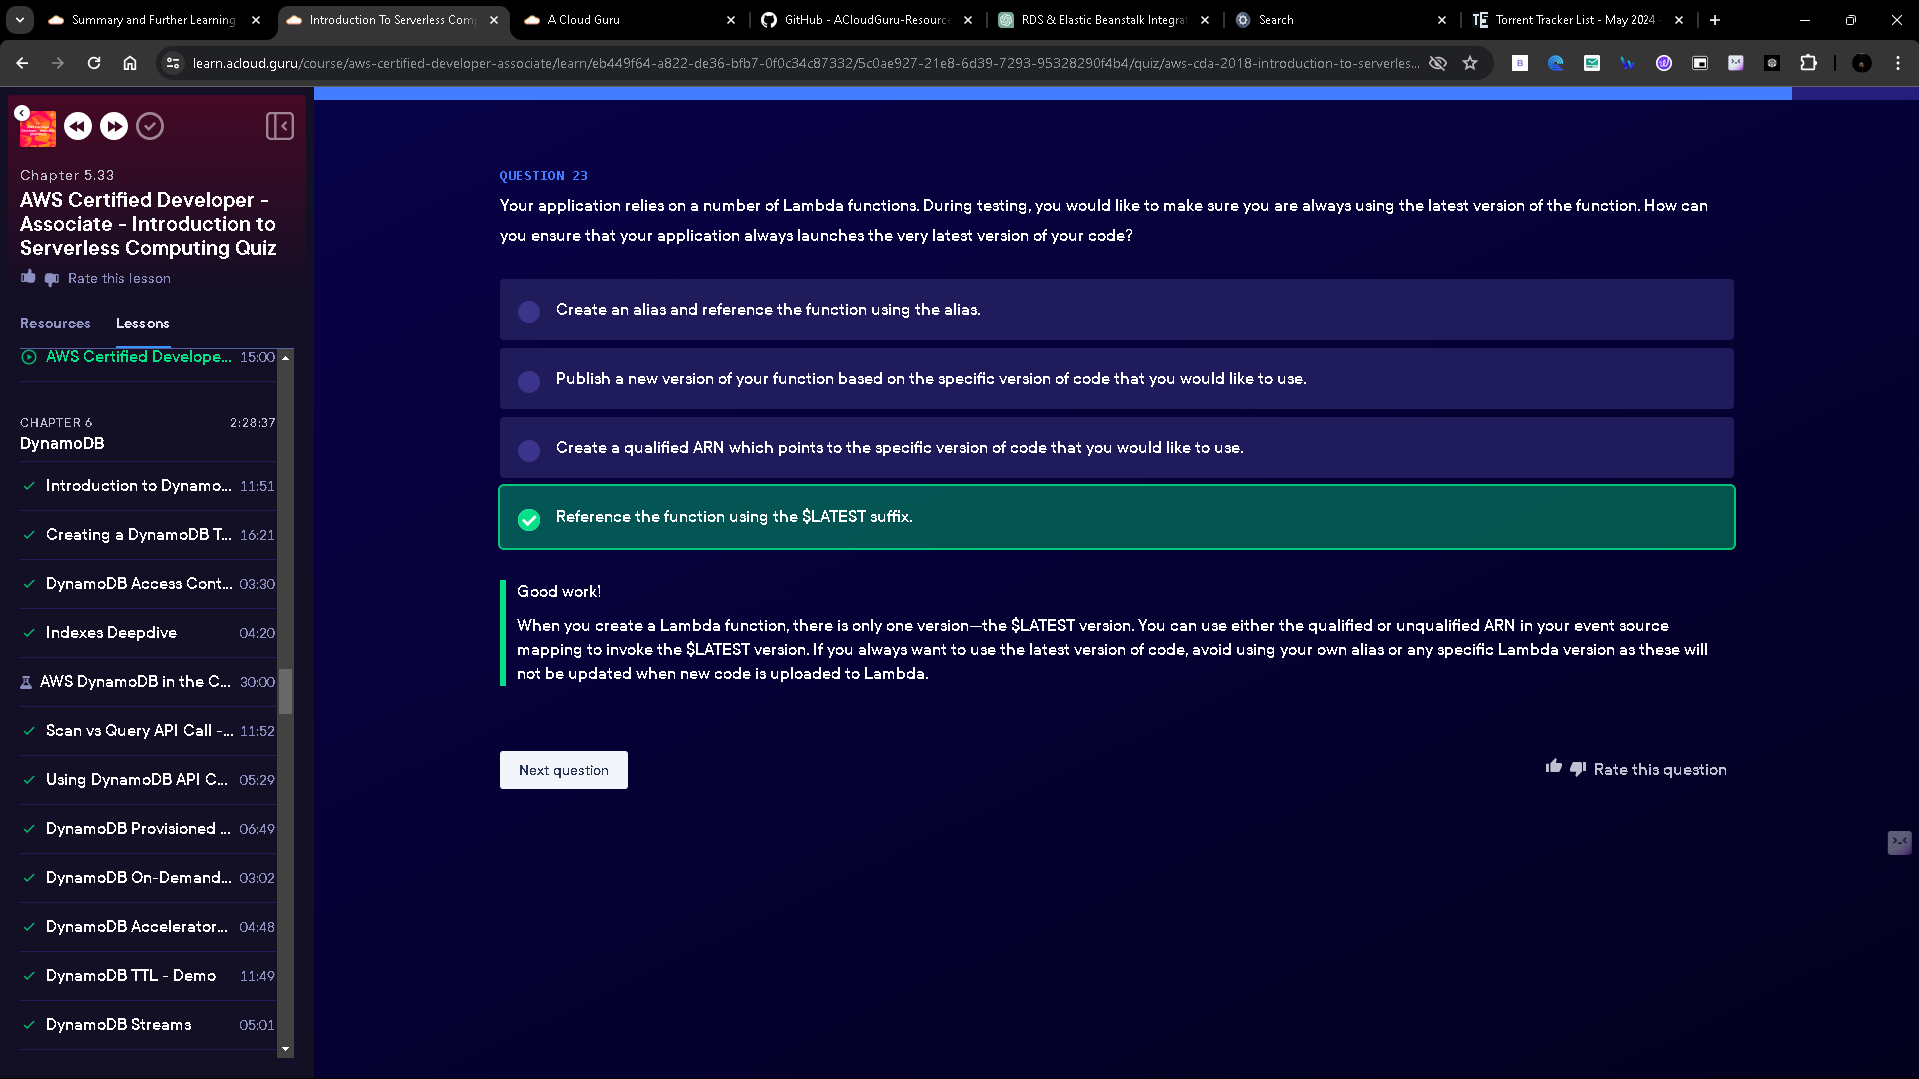 Summary and Further Learning
Introduction To Serverless Com
A Cloud Guru
GitHub - ACloudGuru-Resource
RDS & Elastic Beanstalk Integra
Search
Torrent Tracker List - May 2024 -
learn.acloud.guru/course/aws-certified-developer-associate/learn/eb449f64-a822-de36-bfb7-0f0c34c87332/5c0ae927-21e8-6d39-7293-95328290f4b4/quiz/aws-cda-2018-introduction-to-serverles...
Chapter 5.33
AWS Certified Developer -
Associate - Introduction to
Serverless Computing Quiz
Rate this lesson
Resources
Lessons
AWS Certified Develope... 15:00
CHAPTER 6 2:28:37
DynamoDB
Introduction to Dynamo... 11:51
Creating a DynamoDB T... 16:21
DynamoDB Access Cont... 03:30
Indexes Deepdive 04:20
AWS DynamoDB in the C... 30:00
Scan vs Query API Call -... 11:52
Using DynamoDB API C... 05:29
DynamoDB Provisioned ... 06:49
DynamoDB On-Demand... 03:02
DynamoDB Accelerator... 04:48
DynamoDB TTL - Demo 11:49
DynamoDB Streams 05:01
QUESTION 23
Your application relies on a number of Lambda functions. During testing, you would like to make sure you are always using the latest version of the function. How can
you ensure that your application always launches the very latest version of your code?
Create an alias and reference the function using the alias.
Publish a new version of your function based on the specific version of code that you would like to use.
Create a qualified ARN which points to the specific version of code that you would like to use.
Reference the function using the $LATEST suffix.
Good work!
When you create a Lambda function, there is only one version—the $LATEST version. You can use either the qualified or unqualified ARN in your event source
mapping to invoke the $LATEST version. If you always want to use the latest version of code, avoid using your own alias or any specific Lambda version as these will
not be updated when new code is uploaded to Lambda.
Next question
Rate this question